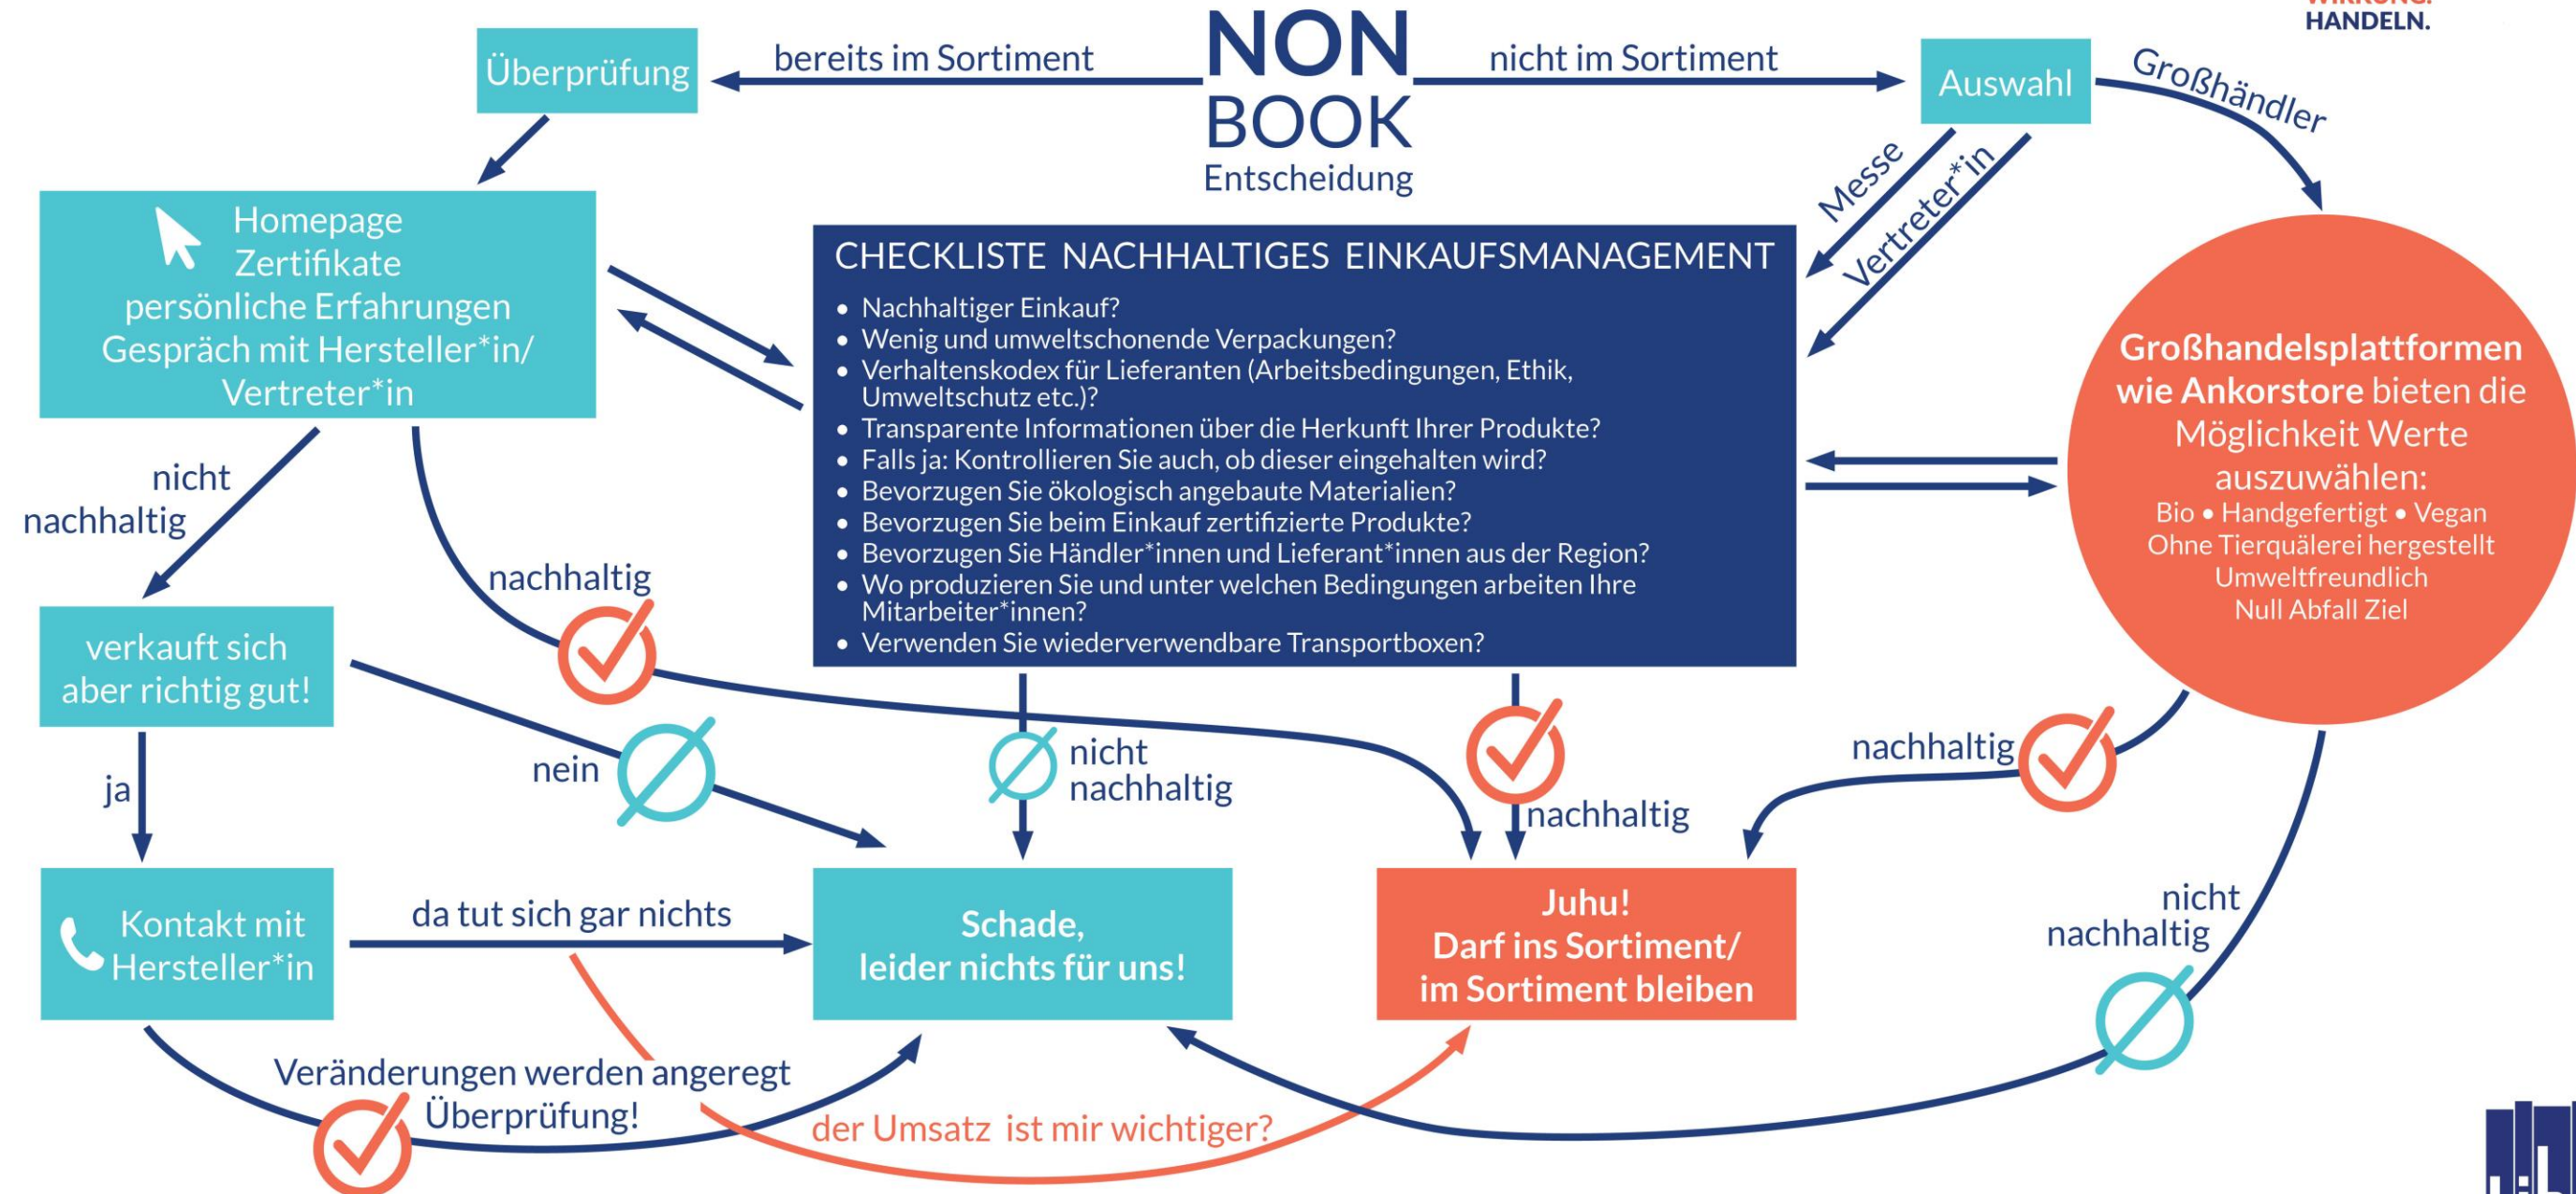 WIRKUNG.
HANDELN.
NON
BOOK
Entscheidung
bereits im Sortiment
nicht im Sortiment
Überprüfung
Auswahl
Großhändler
Messe
Vertreter*in
Homepage
Zertifikate
persönliche Erfahrungen
Gespräch mit Hersteller*in/
Vertreter*in
CHECKLISTE NACHHALTIGES EINKAUFSMANAGEMENT
• Nachhaltiger Einkauf?
• Wenig und umweltschonende Verpackungen?
• Verhaltenskodex für Lieferanten (Arbeitsbedingungen, Ethik,
Umweltschutz etc.)?
• Transparente Informationen über die Herkunft Ihrer Produkte?
• Falls ja: Kontrollieren Sie auch, ob dieser eingehalten wird?
• Bevorzugen Sie ökologisch angebaute Materialien?
• Bevorzugen Sie beim Einkauf zertifizierte Produkte?
• Bevorzugen Sie Händler*innen und Lieferant*innen aus der Region?
• Wo produzieren Sie und unter welchen Bedingungen arbeiten Ihre
Mitarbeiter*innen?
• Verwenden Sie wiederverwendbare Transportboxen?
Großhandelsplattformen
wie Ankorstore bieten die
Möglichkeit Werte
auszuwählen:
Bio • Handgefertigt • Vegan
Ohne Tierquälerei hergestellt
Umweltfreundlich
Null Abfall Ziel
nicht
nachhaltig
nachhaltig
verkauft sich
aber richtig gut!
ja
nein
nicht
nachhaltig
nachhaltig
nachhaltig
nicht
nachhaltig
Kontakt mit
Hersteller*in
da tut sich gar nichts
Schade,
leider nichts für uns!
Juhu!
Darf ins Sortiment/
im Sortiment bleiben
Veränderungen werden angeregt
Überprüfung!
der Umsatz ist mir wichtiger?